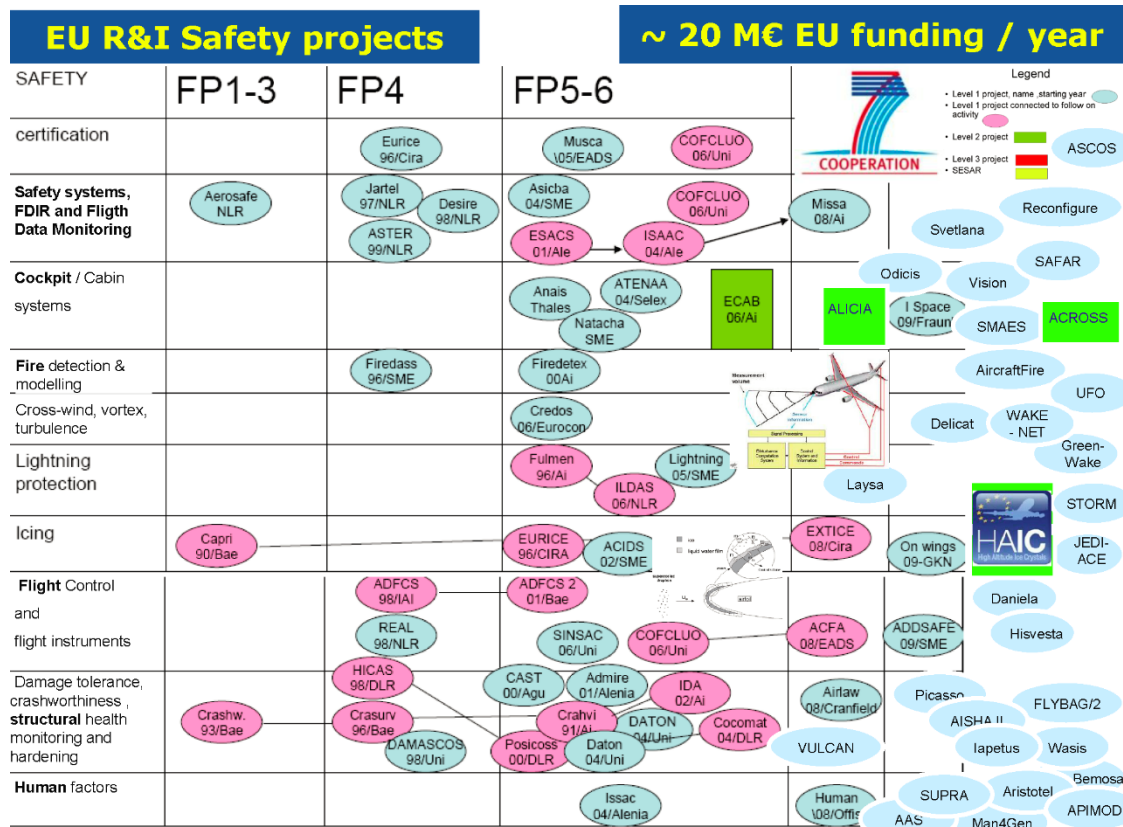 EU R&I Safety projects
~ 20 M€ EU funding / year
SAFETY
FP1-3
FP4
FP5-6
7
COOPERATION
Legend
• Level 1 project, name ,starting year
• Level 1 project connected to follow on
activity
• Level 2 project
• Level 3 project
• SESAR
certification
Eurice
96/Cira
Musca
\05/EADS
COFCLUO
06/Uni
ASCOS
Safety systems,
FDIR and Fligth
Data Monitoring
Aerosafe
NLR
Jartel
97/NLR
Desire
98/NLR
ASTER
99/NLR
Asicba
04/SME
COFCLUO
06/Uni
ESACS
01/Ale
ISAAC
04/Ale
Missa
08/Ai
Reconfigure
Svetlana
SAFAR
Cockpit / Cabin
systems
Anais
Thales
ATENAA
04/Selex
Natacha
SME
ECAB
06/Ai
Odicis
Vision
ALICIA
I Space
09/Fraun
SMAES
ACROSS
Fire detection &
modelling
Firedass
96/SME
Firedetex
00Ai
AircraftFire
UFO
Cross-wind, vortex,
turbulence
Credos
06/Eurocon
Delicat
WAKE
- NET
Green-
Wake
Lightning
protection
Fulmen
96/Ai
Lightning
05/SME
ILDAS
06/NLR
Laysa
STORM
Icing
Capri
90/Bae
EURICE
96/CIRA
ACIDS
02/SME
liquid water film
EXTICE
08/Cira
On wings
09-GKN
HAIC
High Altitude Ice Crystals
JEDI-
ACE
Flight Control
and
flight instruments
ADFCS
98/IAI
ADFCS 2
01/Bae
REAL
98/NLR
SINSAC
06/Uni
COFCLUO
06/Uni
ACFA
08/EADS
ADDSAFE
09/SME
Daniela
Hisvesta
Damage tolerance,
crashworthiness ,
structural health
monitoring and
hardening
HICAS
98/DLR
CAST
00/Agu
Admire
01/Alenia
IDA
02/Ai
Airlaw
08/Cranfield
Picasso
FLYBAG/2
AISHA II
Crashw.
93/Bae
Crasurv
96/Bae
Crahvi
91/Ai
DATON
04/Uni
Cocomat
04/DLR
DAMASCOS
98/Uni
Posicoss
00/DLR
Daton
04/Uni
VULCAN
Iapetus
Wasis
Bemosa
Human factors
Issac
04/Alenia
Human
\08/Offis
SUPRA
Aristotel
APIMOD
AAS
Man4Gen